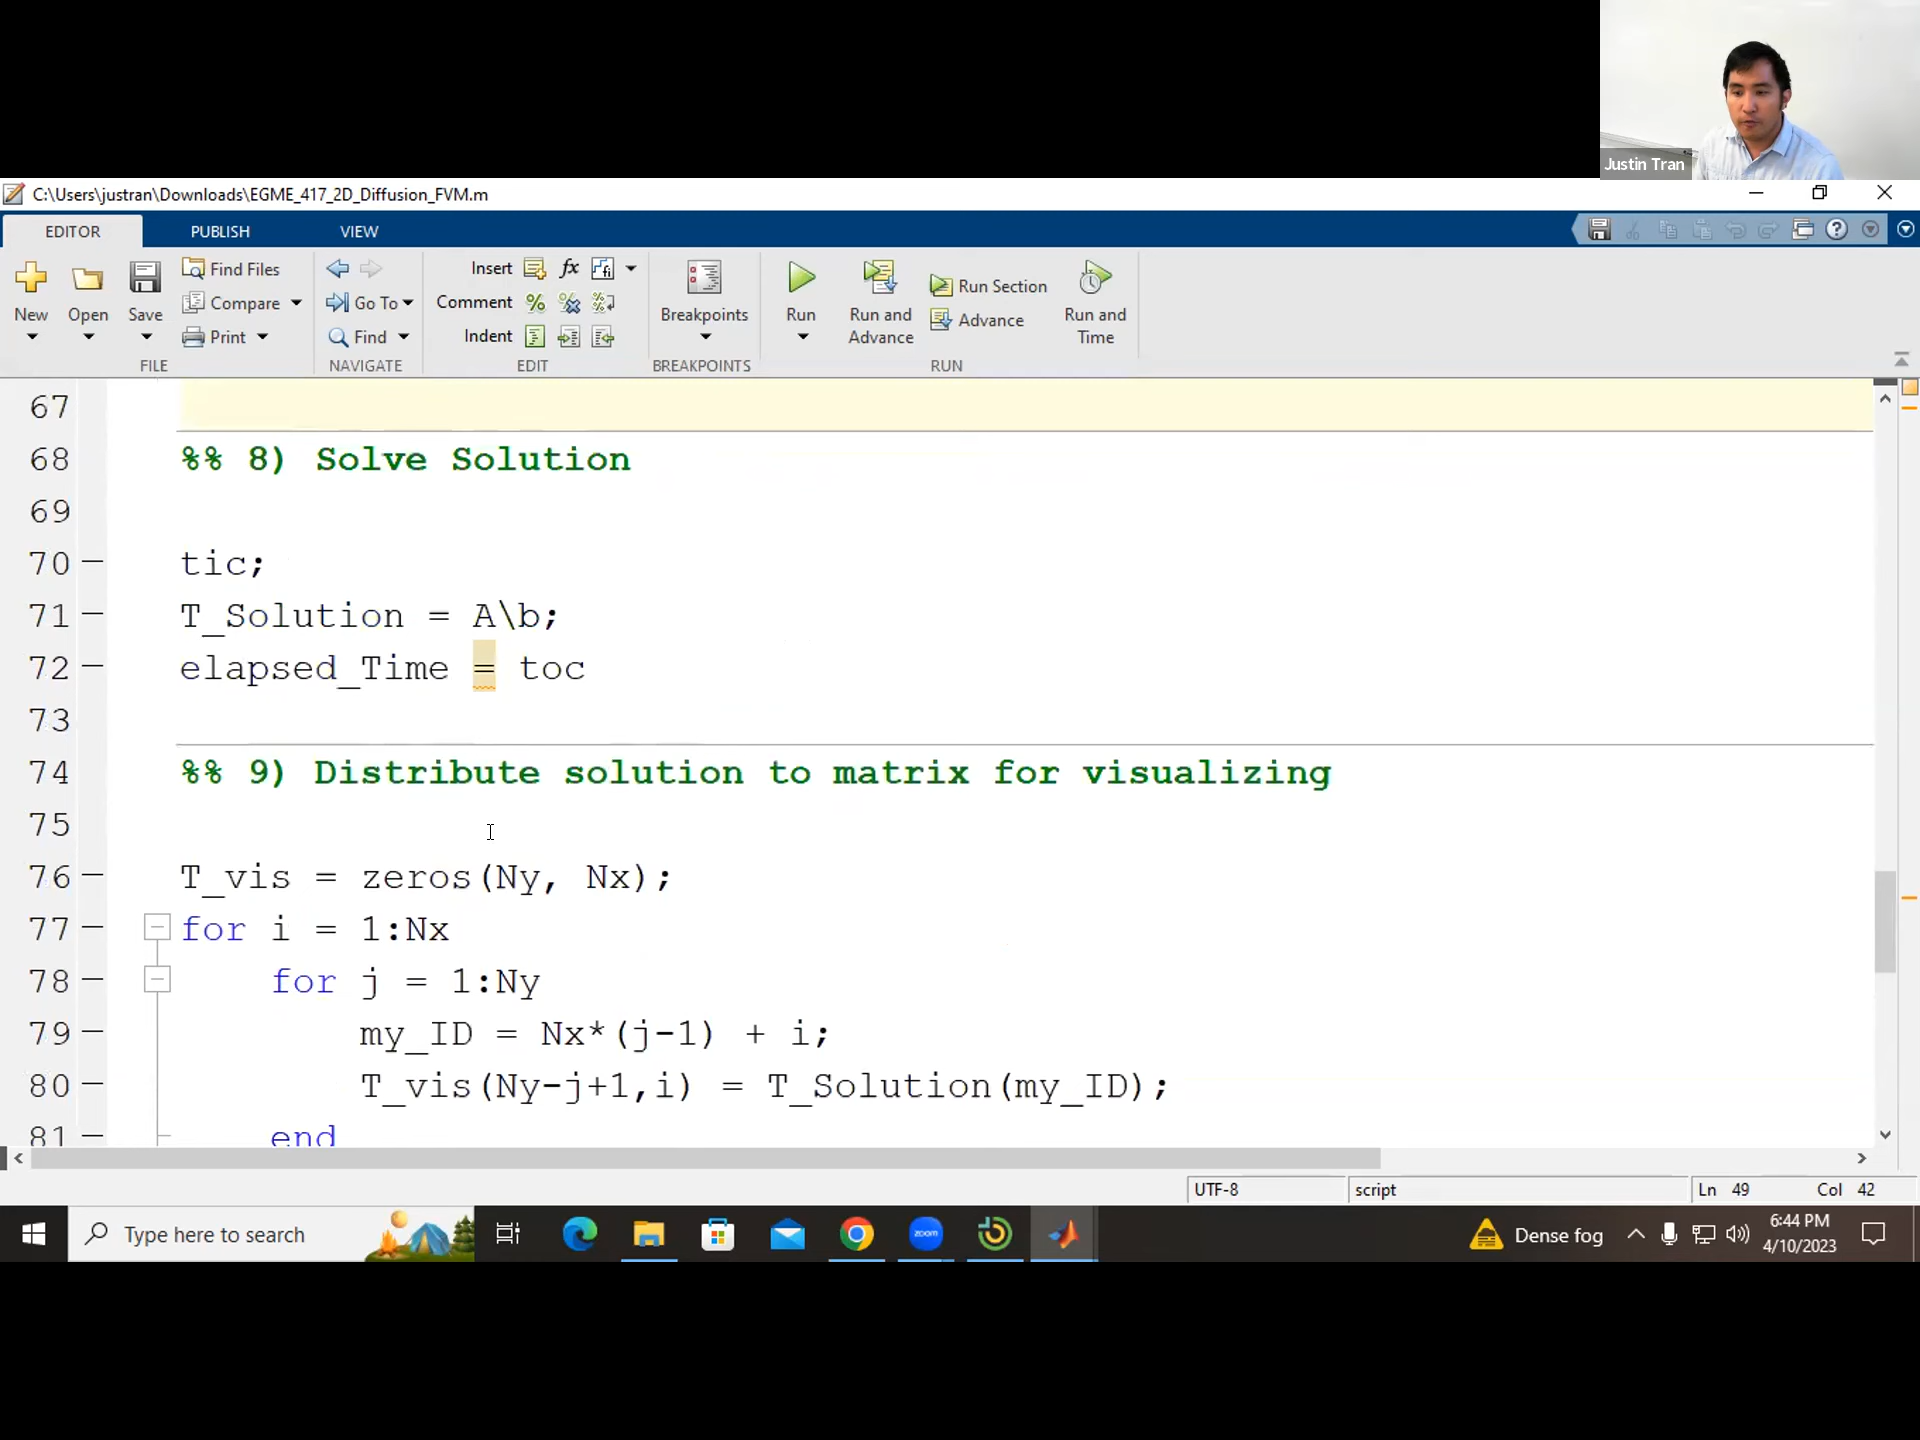 Justin Tran
C:\Users\justran\Downloads\EGME_417_2D_Diffusion_FVM.m
EDITOR PUBLISH VIEW
New Open Save Find Files Compare Print
FILE
Go To Find
NAVIGATE
Insert fx
Comment
Indent
EDIT
Breakpoints
BREAKPOINTS
Run Run and Advance Run Section Advance Run and Time
RUN
67
68 %% 8) Solve Solution
69
70 tic;
71 T_Solution = A\b;
72 elapsed_Time = toc
73
74 %% 9) Distribute solution to matrix for visualizing
75
76 T_vis = zeros(Ny, Nx);
77 for i = 1:Nx
78 for j = 1:Ny
79 my_ID = Nx*(j-1) + i;
80 T_vis(Ny-j+1,i) = T_Solution(my_ID);
81 end
UTF-8 script Ln 49 Col 42
Type here to search zoom Dense fog 6:44 PM
4/10/2023